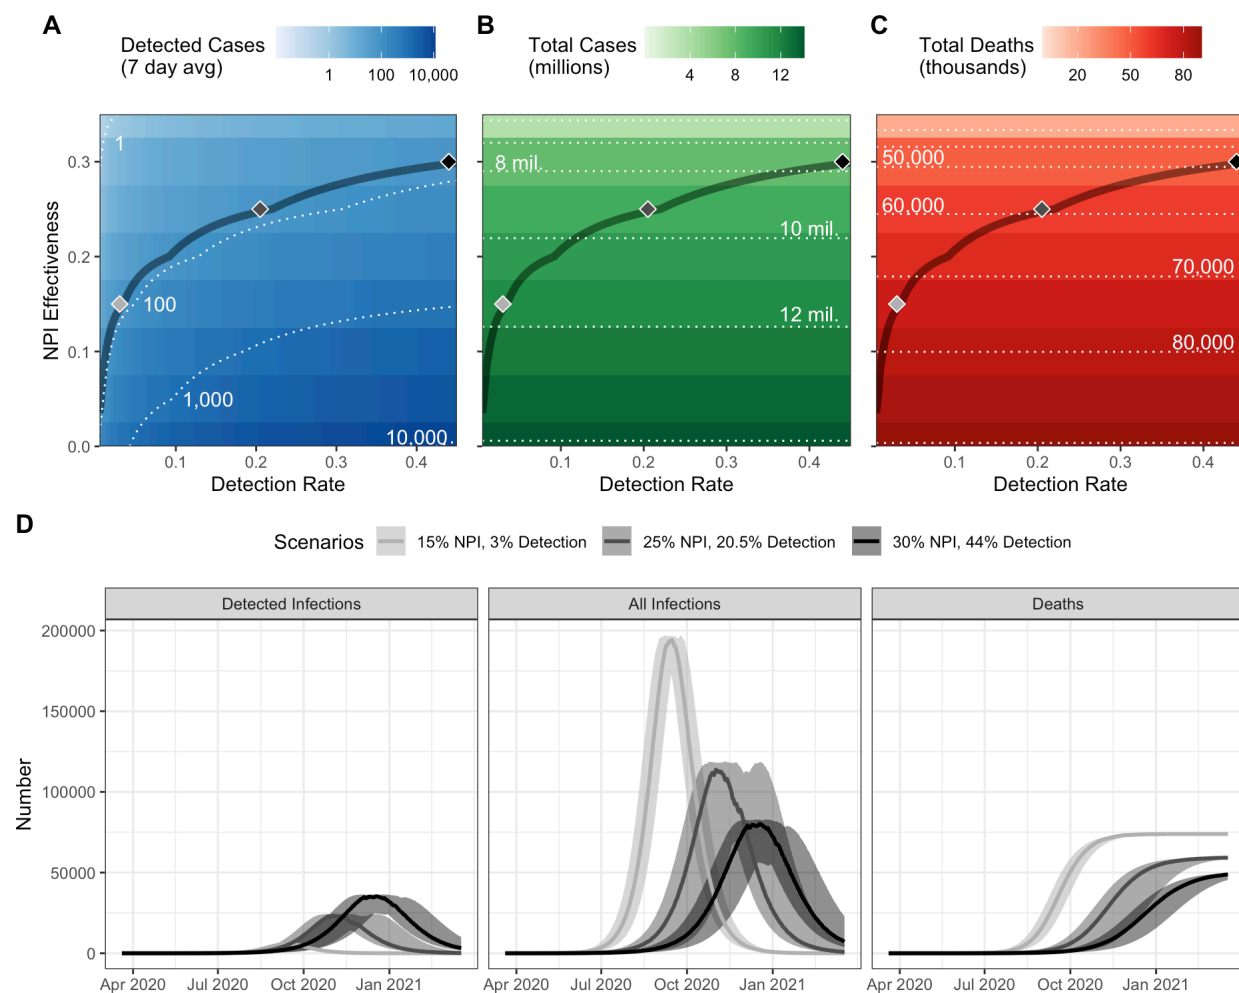 A
Detected Cases
(7 day avg)
1 100 10,000
B
Total Cases
(millions)
4 8 12
C
Total Deaths
(thousands)
20 50 80
NPI Effectiveness
0.3
0.2
0.1
0.0
1
100
1,000
10,000
0.1 0.2 0.3 0.4
Detection Rate
8 mil.
10 mil.
12 mil.
0.1 0.2 0.3 0.4
Detection Rate
50,000
60,000
70,000
80,000
0.1 0.2 0.3 0.4
Detection Rate
D
Scenarios 15% NPI, 3% Detection 25% NPI, 20.5% Detection 30% NPI, 44% Detection
Detected Infections All Infections Deaths
Number
200000
150000
100000
50000
0
Apr 2020 Jul 2020 Oct 2020 Jan 2021 Apr 2020 Jul 2020 Oct 2020 Jan 2021 Apr 2020 Jul 2020 Oct 2020 Jan 2021